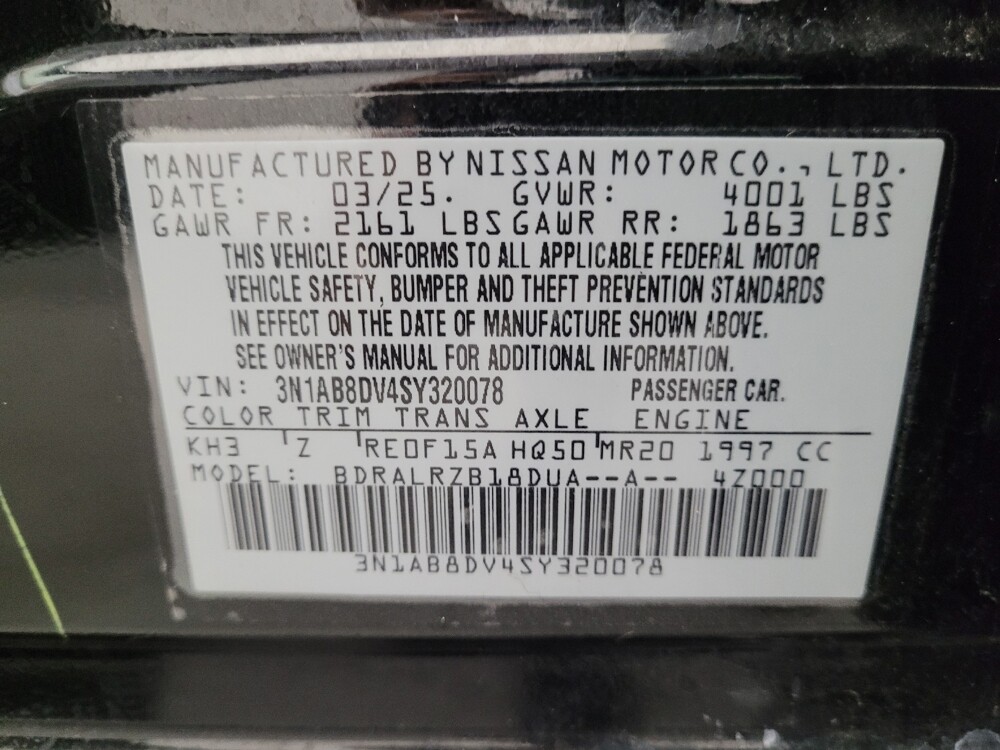 MANUFACTURED BY NISSAN MOTOR CO., LTD.
DATE: 03/25. GVWR: 4001 LBS
GAWR FR: 2161 LBS GAWR RR: 1863 LBS
THIS VEHICLE CONFORMS TO ALL APPLICABLE FEDERAL MOTOR
VEHICLE SAFETY, BUMPER AND THEFT PREVENTION STANDARDS
IN EFFECT ON THE DATE OF MANUFACTURE SHOWN ABOVE.
SEE OWNER'S MANUAL FOR ADDITIONAL INFORMATION.
VIN: 3N1AB8DV4SY320078 PASSENGER CAR.
COLOR TRIM TRANS AXLE ENGINE
KH3 Z RE0F15A HQ50 MR20 1997 CC
MODEL: BDRALRZB18DUA--A-- 4Z000
3N1AB8DV4SY320078